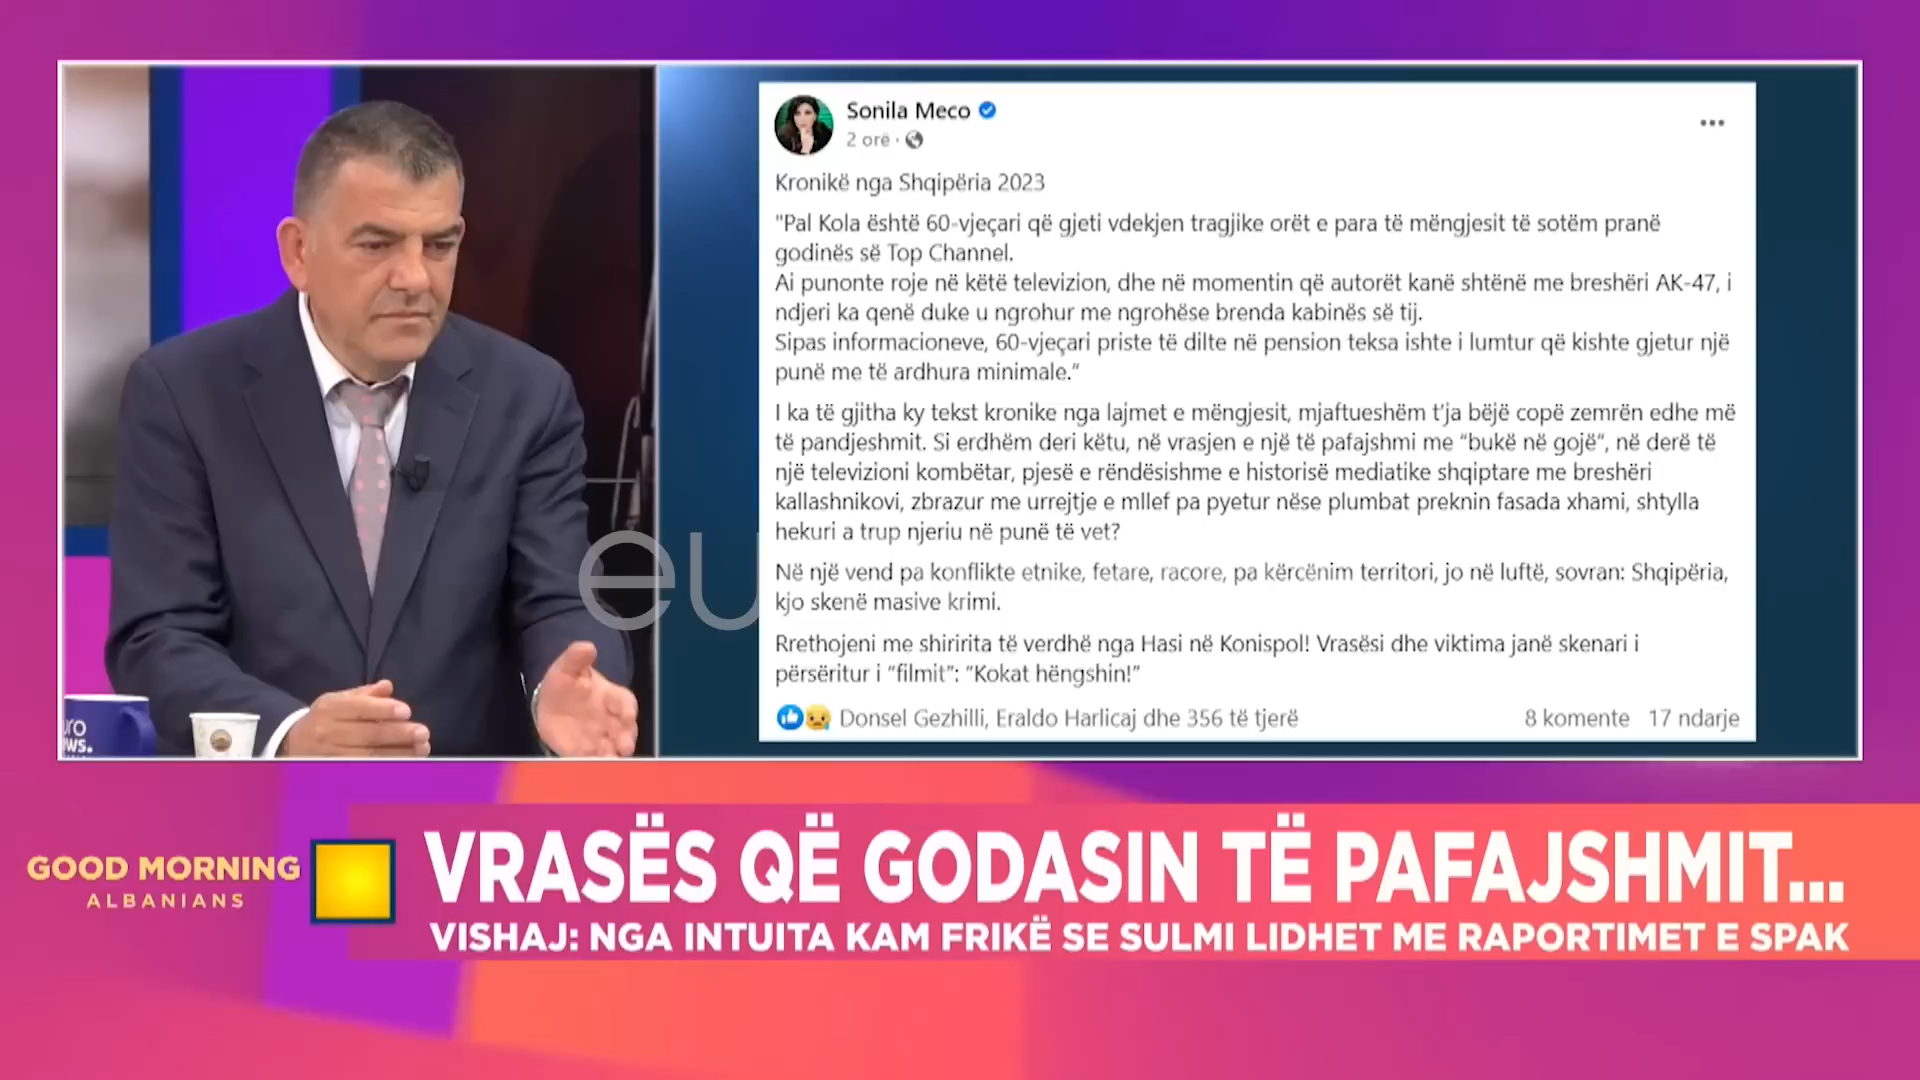 Sonila Meco
2 orë
Kronikë nga Shqipëria 2023
"Pal Kola është 60-vjeçari që gjeti vdekjen tragjike orët e para të mëngjesit të sotëm pranë
godinës së Top Channel.
Ai punonte roje në këtë televizion, dhe në momentin që autorët kanë shtënë me breshëri AK-47, i
ndjeri ka qenë duke u ngrohur me ngrohëse brenda kabinës së tij.
Sipas informacioneve, 60-vjeçari priste të dilte në pension teksa ishte i lumtur që kishte gjetur një
punë me të ardhura minimale.”
I ka të gjitha ky tekst kronike nga lajmet e mëngjesit, mjaftueshëm t’ja bëjë copë zemrën edhe më
të pandjeshmit. Si erdhëm deri këtu, në vrasjen e një të pafajshmi me “bukë në gojë“, në derë të
një televizioni kombëtar, pjesë e rëndësishme e historisë mediatike shqiptare me breshëri
kallashnikovi, zbrazur me urrejtje e mllef pa pyetur nëse plumbat preknin fasada xhami, shtylla
hekuri a trup njeriu në punë të vet?
Në një vend pa konflikte etnike, fetare, racore, pa kërcënim territori, jo në luftë, sovran: Shqipëria,
kjo skenë masive krimi.
Rrethojeni me shiririta të verdhë nga Hasi në Konispol! Vrasësi dhe viktima janë skenari i
përsëritur i “filmit”: “Kokat hëngshin!”
Donsel Gezhilli, Eraldo Harlicaj dhe 356 të tjerë
8 komente 17 ndarje
eu
uro
ws.
GOOD MORNING
ALBANIANS
VRASËS QË GODASIN TË PAFAJSHMIT...
VISHAJ: NGA INTUITA KAM FRIKË SE SULMI LIDHET ME RAPORTIMET E SPAK